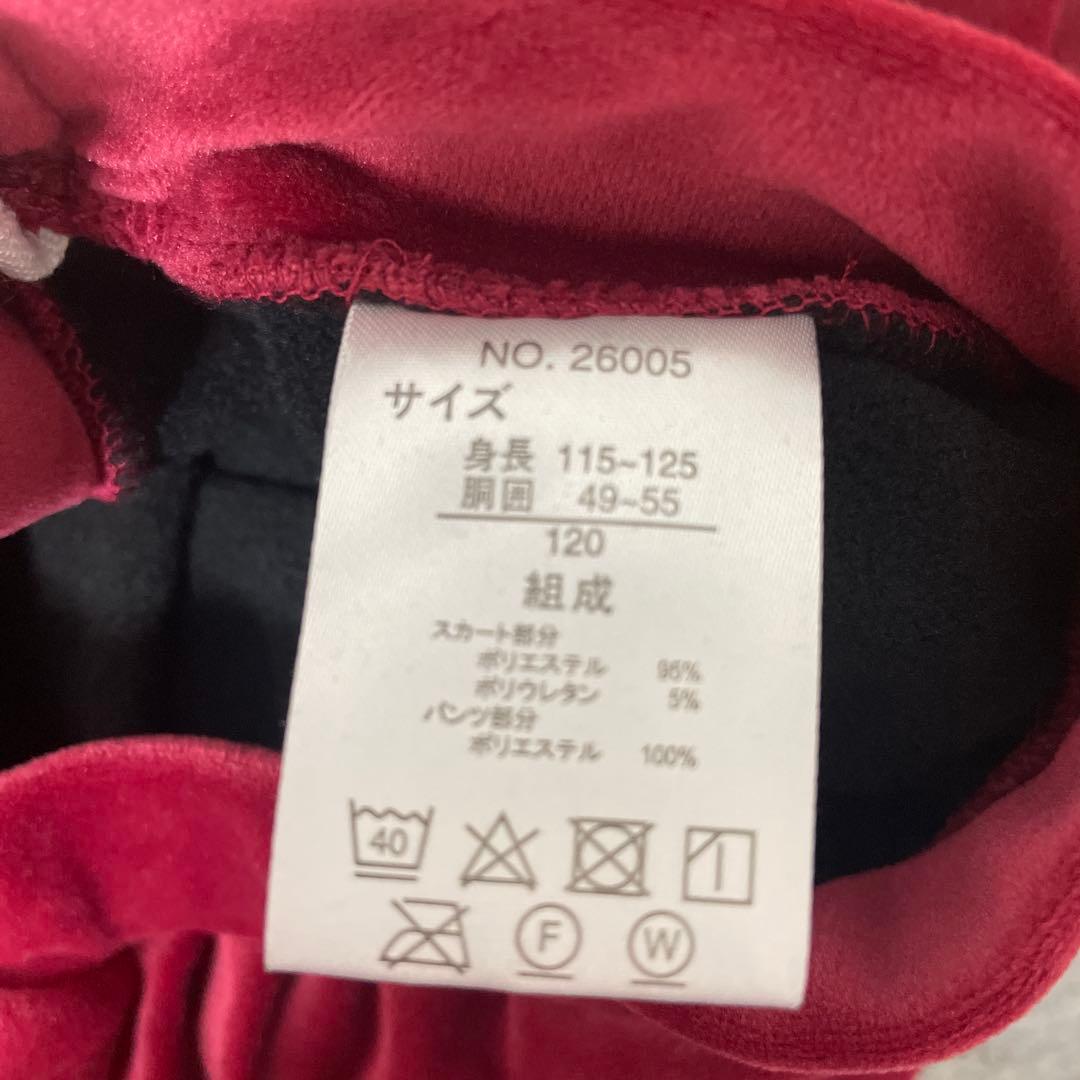 NO. 26005
サイズ
身長 115~125
胴囲 49~55
120
組成
スカート部分
ポリエステル 95%
ポリウレタン 5%
パンツ部分
ポリエステル 100%
40
F
W